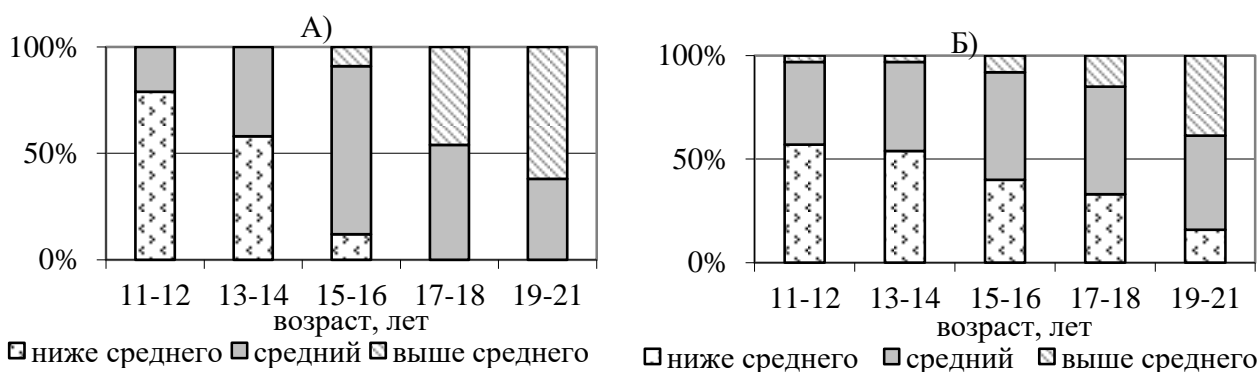 А)
100%
50%
0%
11-12 13-14 15-16 17-18 19-21
возраст, лет
ниже среднего средний выше среднего
Б)
100%
50%
0%
11-12 13-14 15-16 17-18 19-21
возраст, лет
ниже среднего средний выше среднего